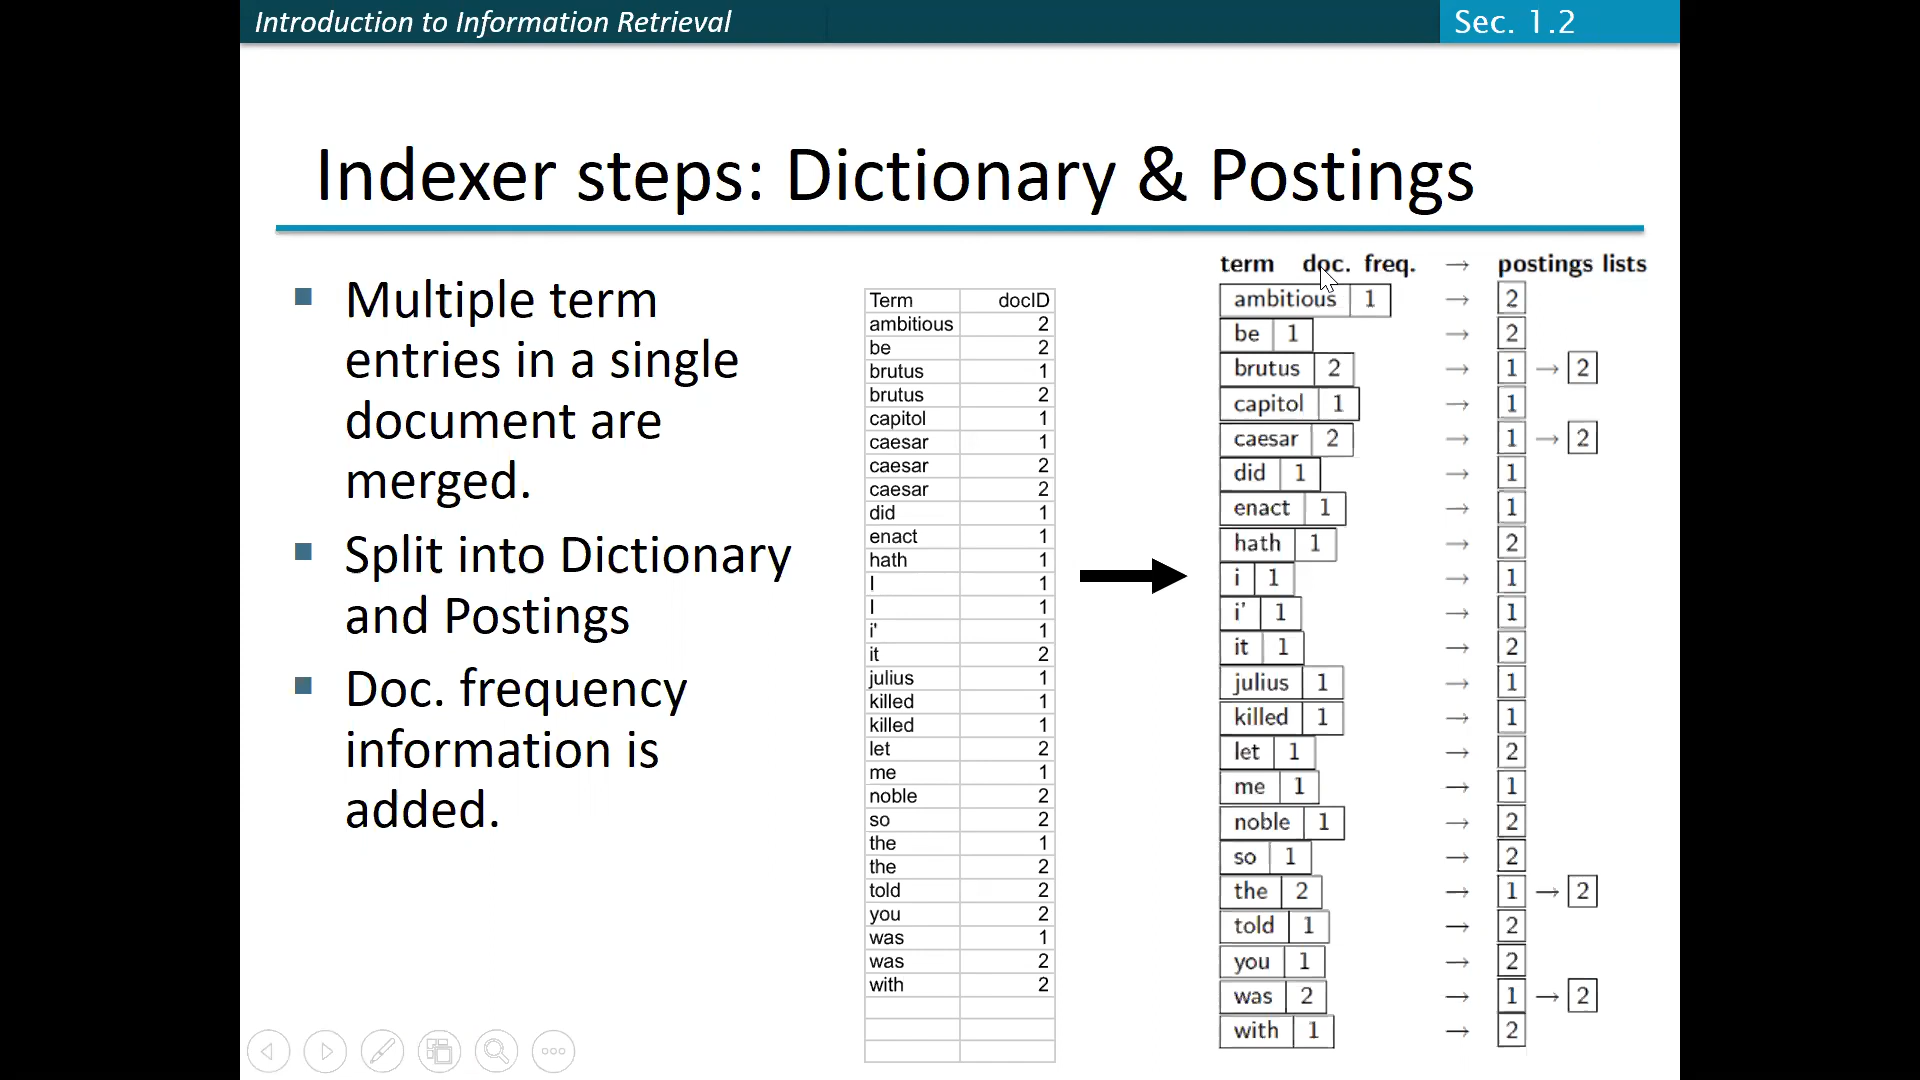 Introduction to Information Retrieval
Sec. 1.2
Indexer steps: Dictionary & Postings
Multiple term
entries in a single
document are
merged.
Split into Dictionary
and Postings
Doc. frequency
information is
added.
Term docID
ambitious 2
be 2
brutus 1
brutus 2
capitol 1
caesar 1
caesar 2
caesar 2
did 1
enact 1
hath 1
I 1
I 1
i' 1
it 2
julius 1
killed 1
killed 1
let 2
me 1
noble 2
so 2
the 1
the 2
told 2
you 2
was 1
was 2
with 2
term doc. freq. → postings lists
ambitious 1 → 2
be 1 → 2
brutus 2 → 1 → 2
capitol 1 → 1
caesar 2 → 1 → 2
did 1 → 1
enact 1 → 1
hath 1 → 2
i 1 → 1
i' 1 → 1
it 1 → 2
julius 1 → 1
killed 1 → 1
let 1 → 2
me 1 → 1
noble 1 → 2
so 1 → 2
the 2 → 1 → 2
told 1 → 2
you 1 → 2
was 2 → 1 → 2
with 1 → 2